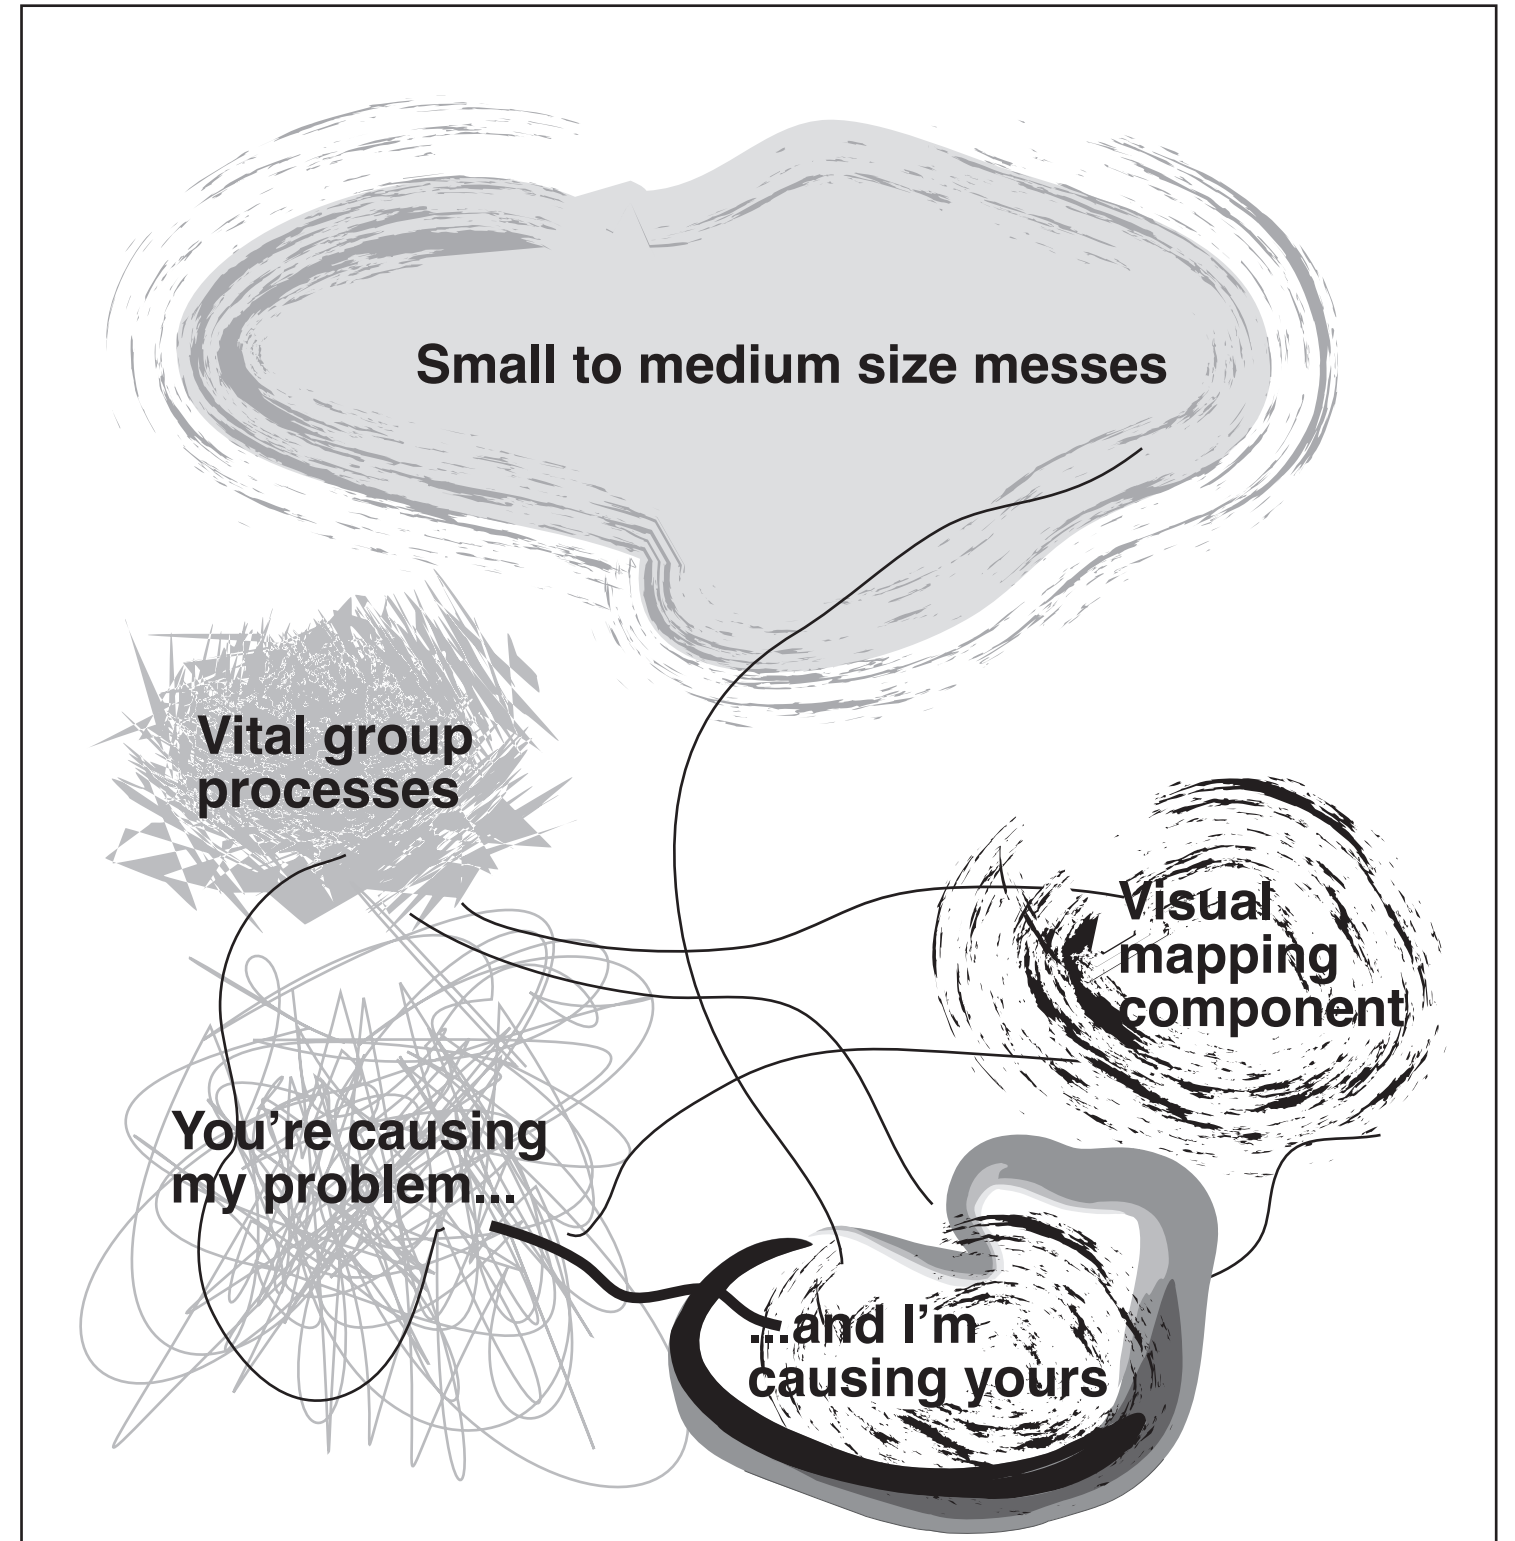 Small to medium size messes
Vital group
processes
Visual
mapping
component
You’re causing
my problem...
...and I’m
causing yours